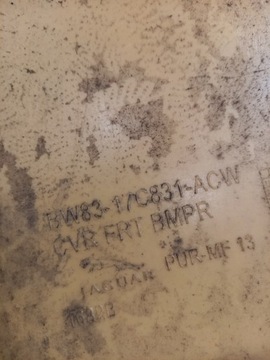 BW83-17C831-ACW
CVR FRT BMPR
PUR-MF 13
JAGUAR